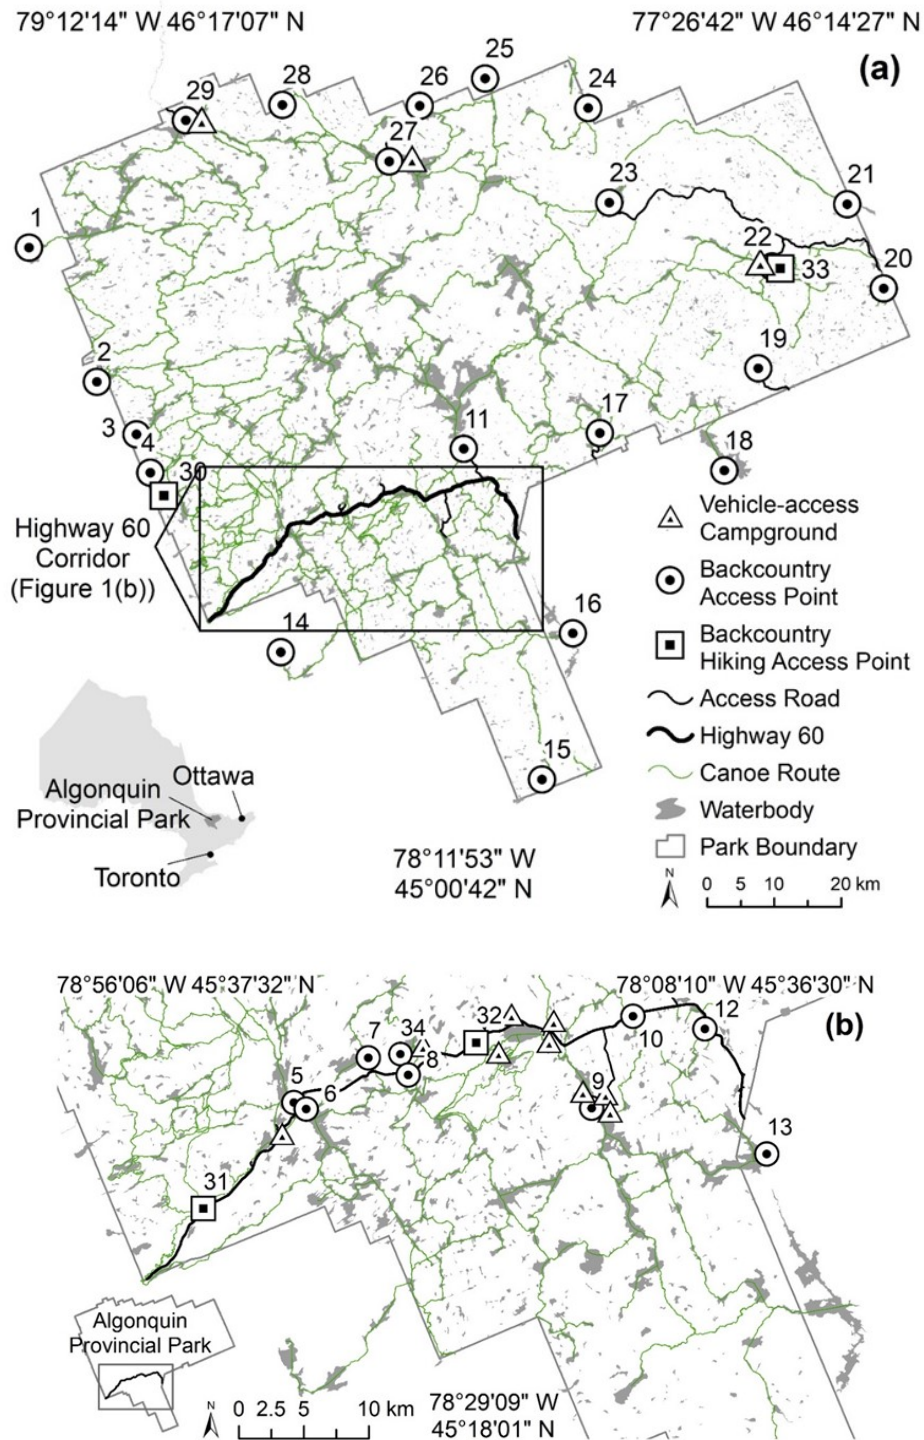 79°12'14" W 46°17'07" N
77°26'42" W 46°14'27" N
(a)
25
28
26
24
29
27
23
21
1
22
33
20
2
19
3
11
17
4
30
18
Highway 60
Corridor
(Figure 1(b))
14
16
15
Vehicle-access
Campground
Backcountry
Access Point
Backcountry
Hiking Access Point
Access Road
Highway 60
Canoe Route
Waterbody
Park Boundary
N
0 5 10 20 km
Ottawa
Algonquin
Provincial Park
Toronto
78°11'53" W
45°00'42" N
78°56'06" W 45°37'32" N
78°08'10" W 45°36'30" N
(b)
32
12
7
34
10
8
5
6
9
13
31
Algonquin
Provincial Park
N
0 2.5 5 10 km
78°29'09" W
45°18'01" N